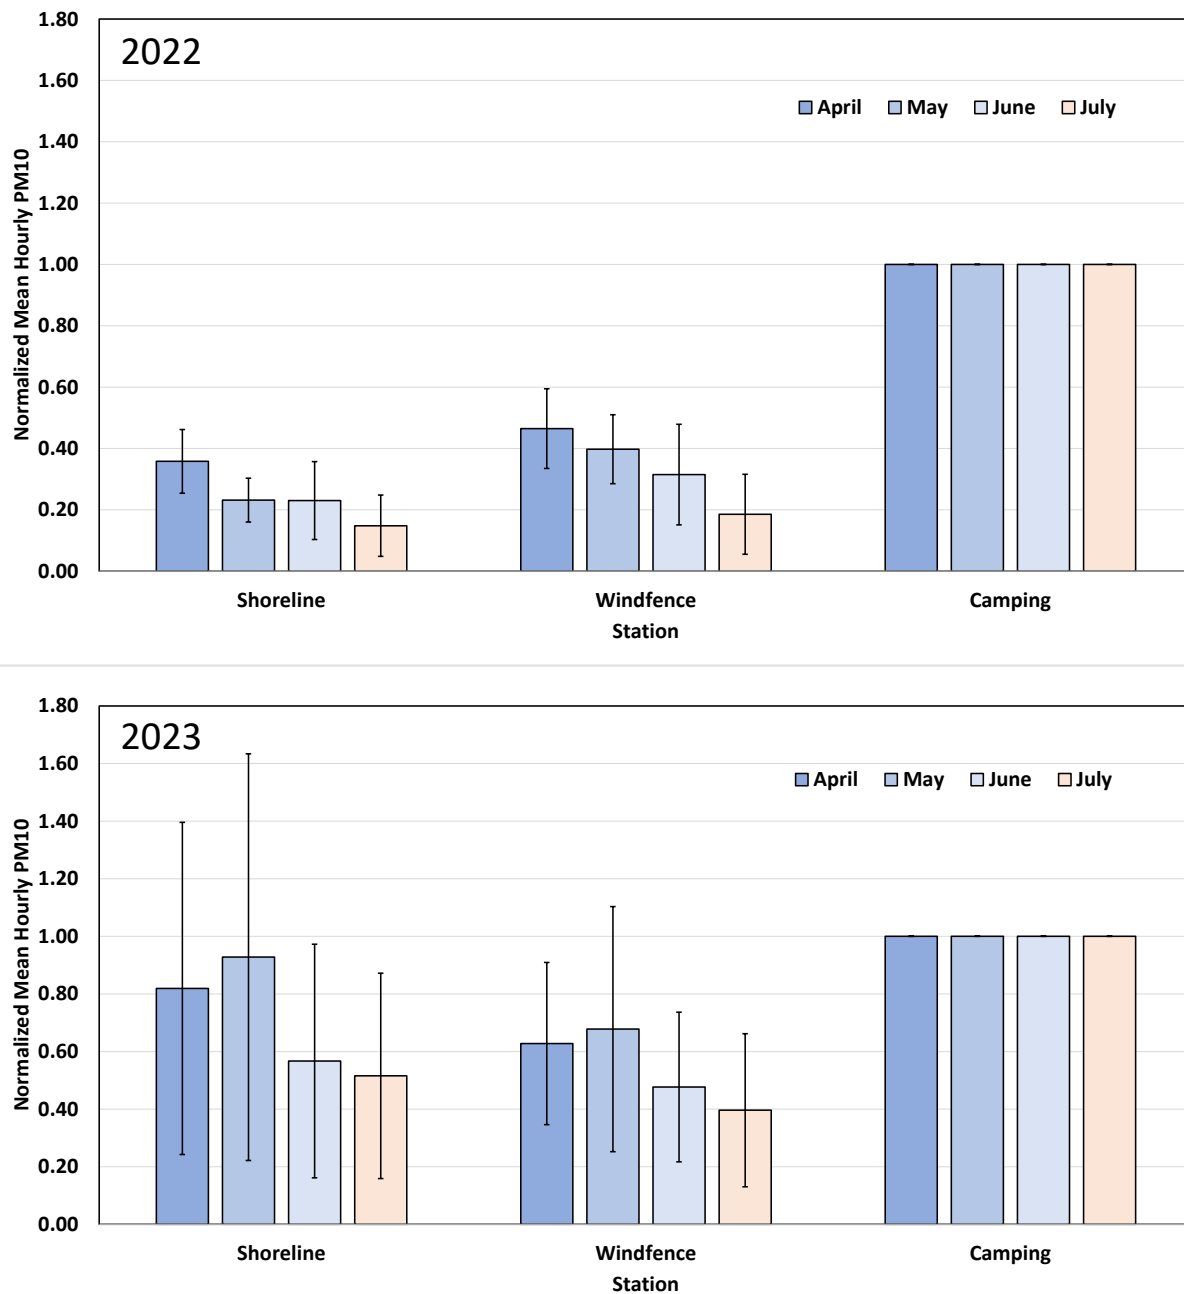 2022
April May June July
Normalized Mean Hourly PM10
1.80
1.60
1.40
1.20
1.00
0.80
0.60
0.40
0.20
0.00
Shoreline Windfence Camping
Station
2023
April May June July
Normalized Mean Hourly PM10
1.80
1.60
1.40
1.20
1.00
0.80
0.60
0.40
0.20
0.00
Shoreline Windfence Camping
Station